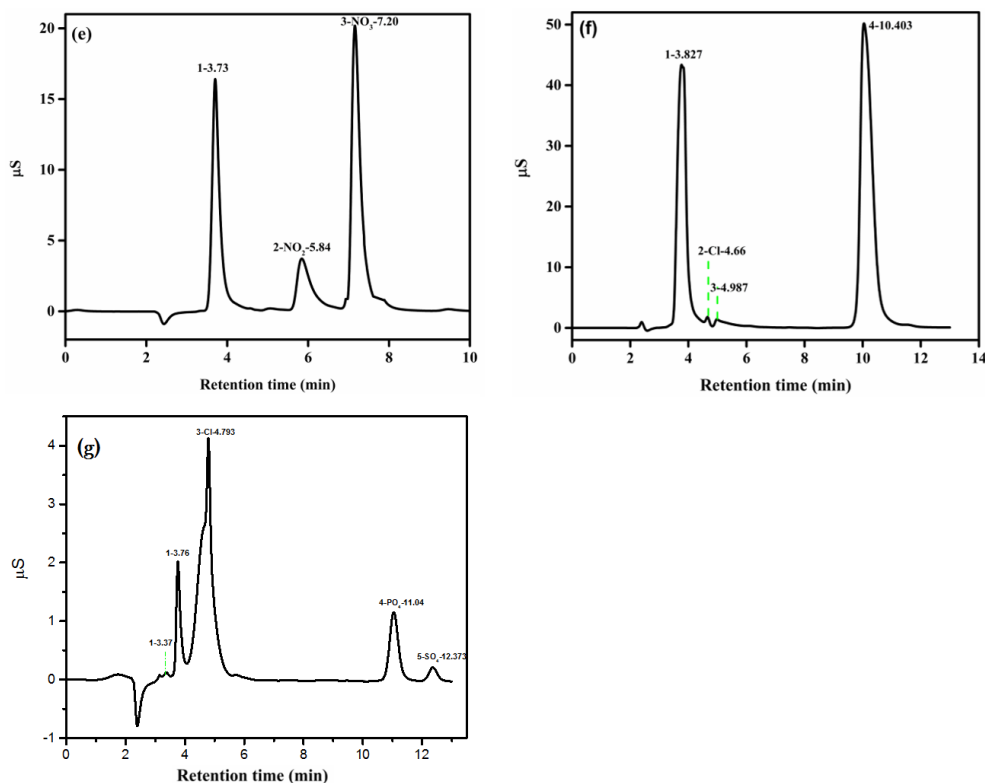 (e)
3-NO3-7.20
1-3.73
2-NO2-5.84
20
15
10
5
0
μS
0 2 4 6 8 10
Retention time (min)
(f)
4-10.403
1-3.827
2-Cl-4.66
3-4.987
50
40
30
20
10
0
μS
0 2 4 6 8 10 12 14
Retention time (min)
(g)
3-Cl-4.793
1-3.76
1-3.37
4-PO4-11.04
5-SO4-12.373
4
3
2
1
0
-1
μS
0 2 4 6 8 10 12
Retention time (min)